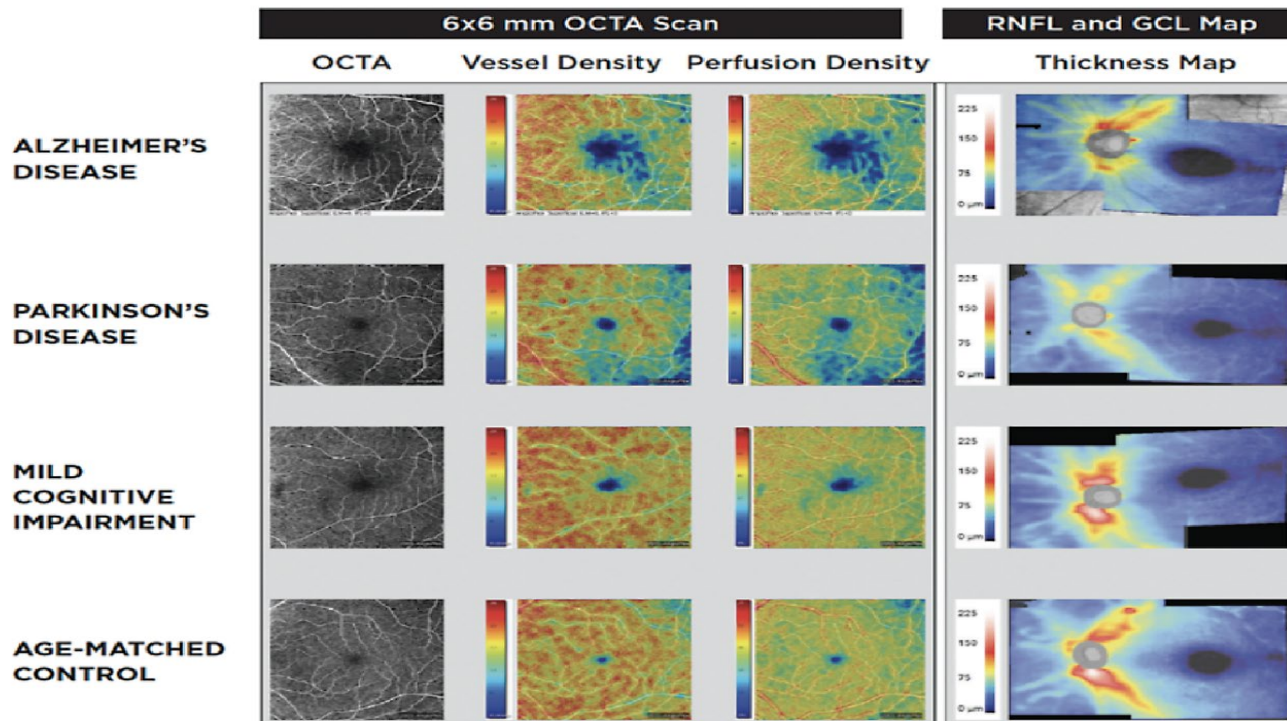 6x6 mm OCTA Scan
RNFL and GCL Map
OCTA
Vessel Density
Perfusion Density
Thickness Map
ALZHEIMER'S
DISEASE
225
150
75
0 µm
PARKINSON'S
DISEASE
225
150
75
0 µm
MILD
COGNITIVE
IMPAIRMENT
225
150
75
0 µm
AGE-MATCHED
CONTROL
225
150
75
0 µm